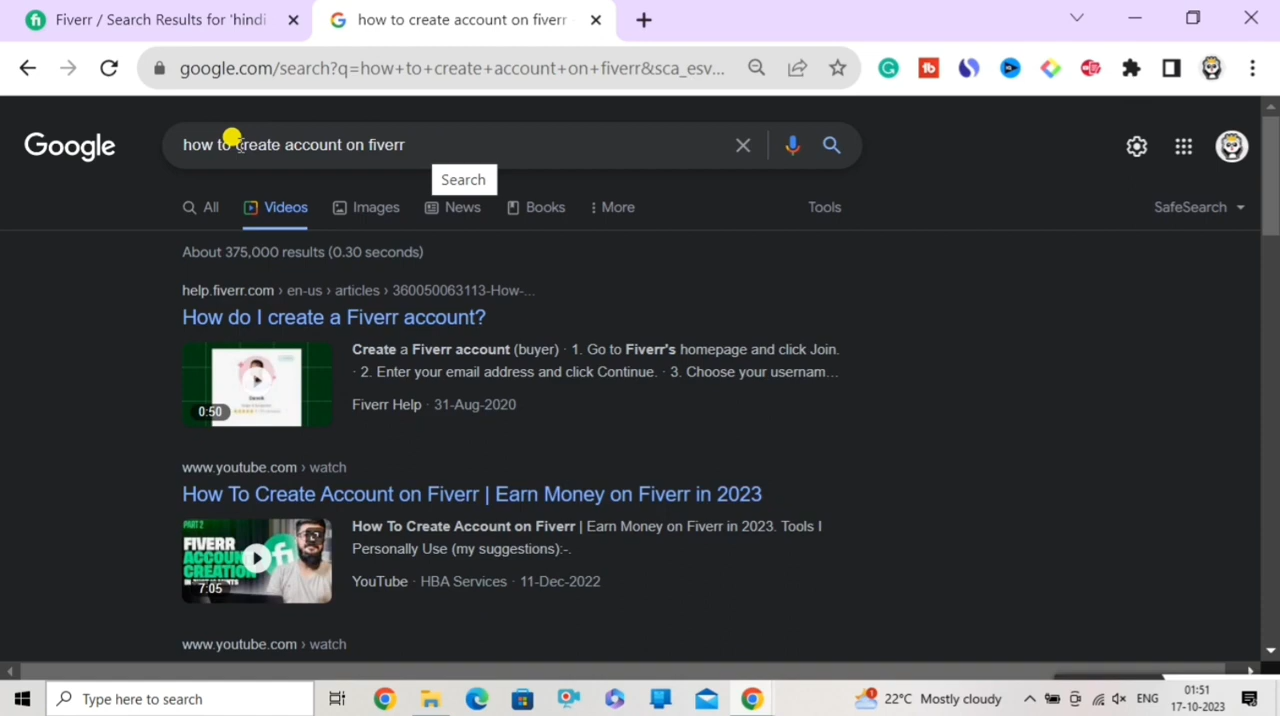 Fiverr / Search Results for 'hindi
how to create account on fiverr
google.com/search?q=how+to+create+account+on+fiverr&sca_esv...
Google
how to create account on fiverr
Search
All
Videos
Images
News
Books
More
Tools
SafeSearch
About 375,000 results (0.30 seconds)
help.fiverr.com › en-us › articles › 360050063113-How-...
How do I create a Fiverr account?
Create a Fiverr account (buyer) · 1. Go to Fiverr's homepage and click Join.
· 2. Enter your email address and click Continue. · 3. Choose your usernam...
0:50
Fiverr Help · 31-Aug-2020
www.youtube.com › watch
How To Create Account on Fiverr | Earn Money on Fiverr in 2023
How To Create Account on Fiverr | Earn Money on Fiverr in 2023. Tools I
Personally Use (my suggestions):-.
PART 2
FIVERR
ACCOUNT
CREATION
7:05
YouTube · HBA Services · 11-Dec-2022
www.youtube.com › watch
Type here to search
22°C Mostly cloudy
ENG
01:51
17-10-2023